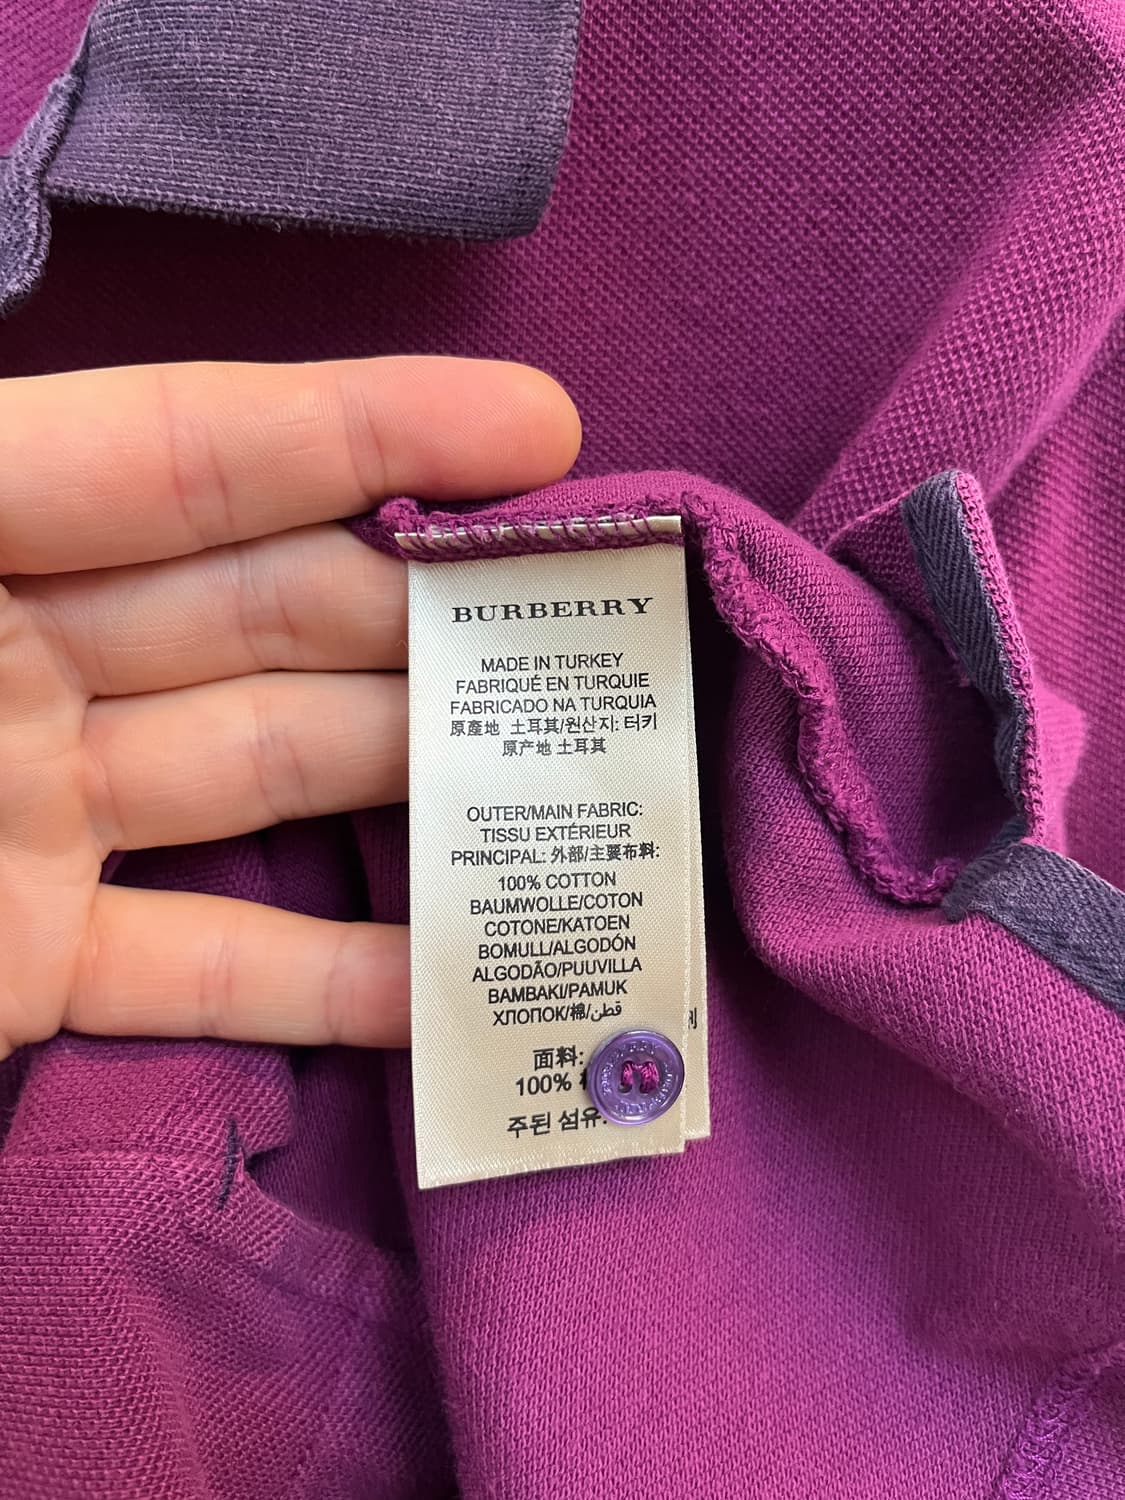 BURBERRY
MADE IN TURKEY
FABRIQUÉ EN TURQUIE
FABRICADO NA TURQUIA
原產地 土耳其/원산지: 터키
原产地 土耳其
OUTER/MAIN FABRIC:
TISSU EXTÉRIEUR
PRINCIPAL: 外部/主要布料:
100% COTTON
BAUMWOLLE/COTON
COTONE/KATOEN
BOMULL/ALGODÓN
ALGODÃO/PUUVILLA
BAMBAKI/PAMUK
ХЛОПОК/棉/قطن
面料:
100%
주된 섬유: